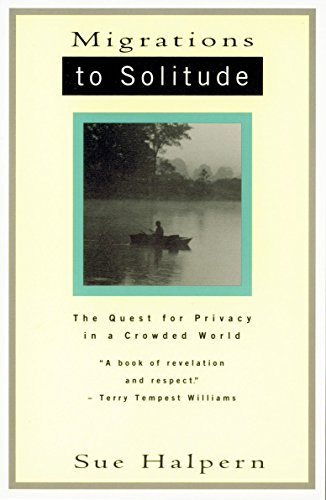 Migrations
to Solitude
The Quest for Privacy
in a Crowded World
"A book of revelation
and respect."
– Terry Tempest Williams
Sue Halpern